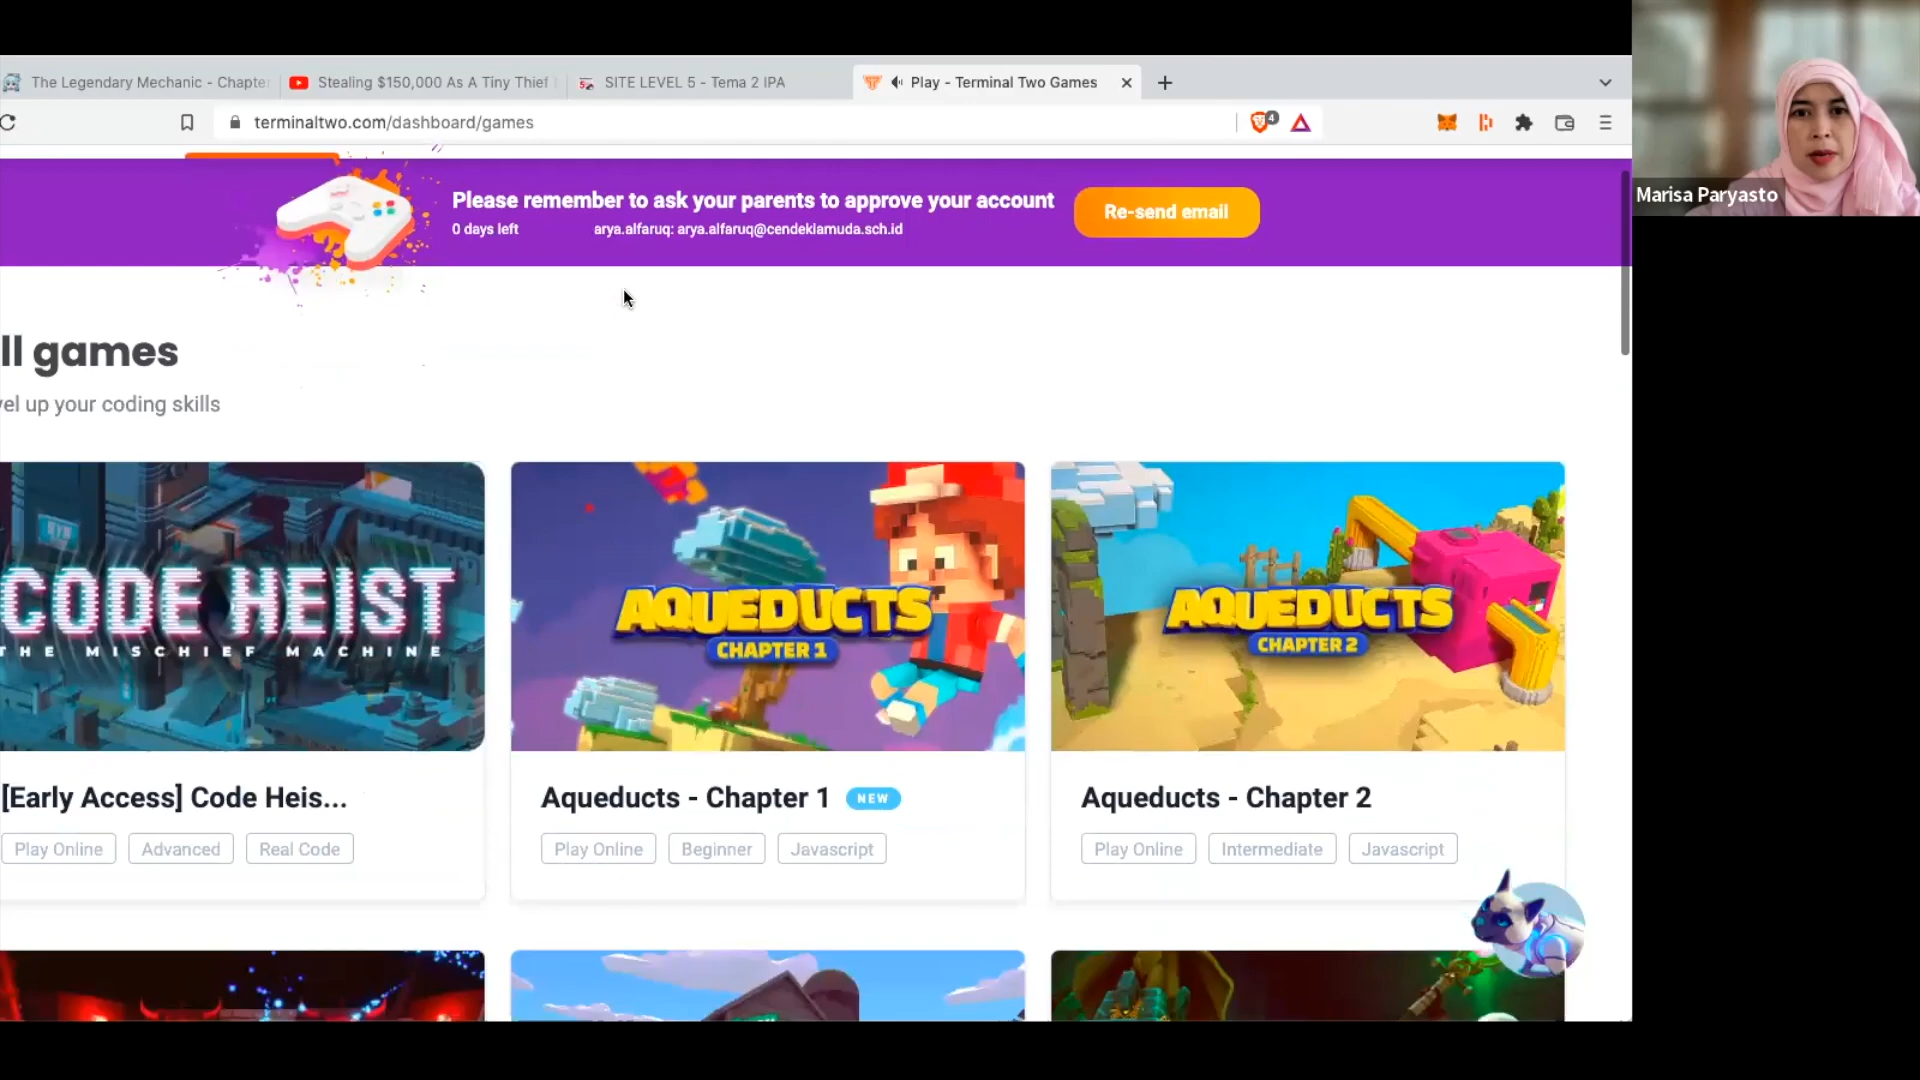 The Legendary Mechanic - Chapte
Stealing $150,000 As A Tiny Thief
SITE LEVEL 5 - Tema 2 IPA
Play - Terminal Two Games
terminaltwo.com/dashboard/games
4
Marisa Paryasto
Please remember to ask your parents to approve your account
0 days left
arya.alfaruq: arya.alfaruq@cendekiamuda.sch.id
Re-send email
ll games
vel up your coding skills
CODE HEIST
THE MISCHIEF MACHINE
AQUEDUCTS
CHAPTER 1
AQUEDUCTS
CHAPTER 2
[Early Access] Code Heis...
Play Online
Advanced
Real Code
Aqueducts - Chapter 1
NEW
Play Online
Beginner
Javascript
Aqueducts - Chapter 2
Play Online
Intermediate
Javascript